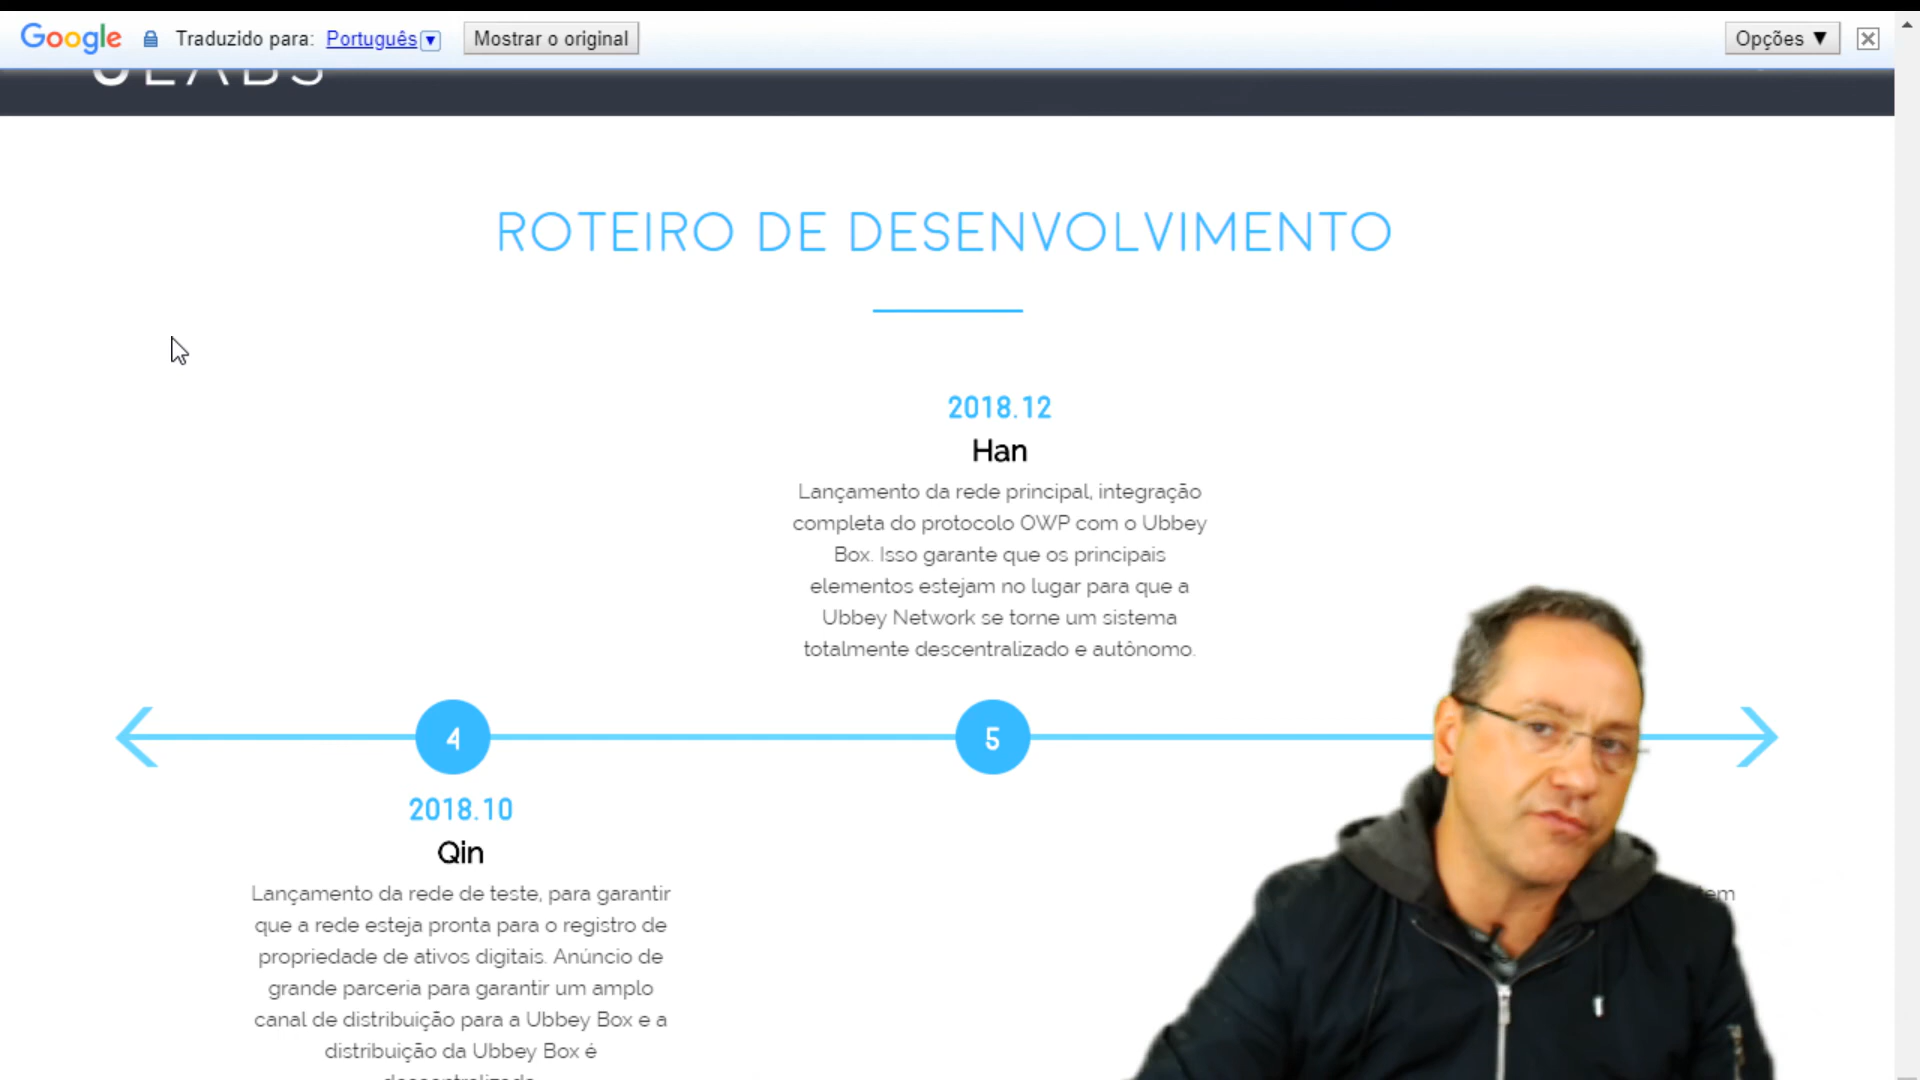 Google Traduzido para: Português Mostrar o original Opções ▼
ROTEIRO DE DESENVOLVIMENTO
2018.12
Han
Lançamento da rede principal, integração
completa do protocolo OWP com o Ubbey
Box. Isso garante que os principais
elementos estejam no lugar para que a
Ubbey Network se torne um sistema
totalmente descentralizado e autônomo.
4
5
2018.10
Qin
Lançamento da rede de teste, para garantir
que a rede esteja pronta para o registro de
propriedade de ativos digitais. Anúncio de
grande parceria para garantir um amplo
canal de distribuição para a Ubbey Box e a
distribuição da Ubbey Box é